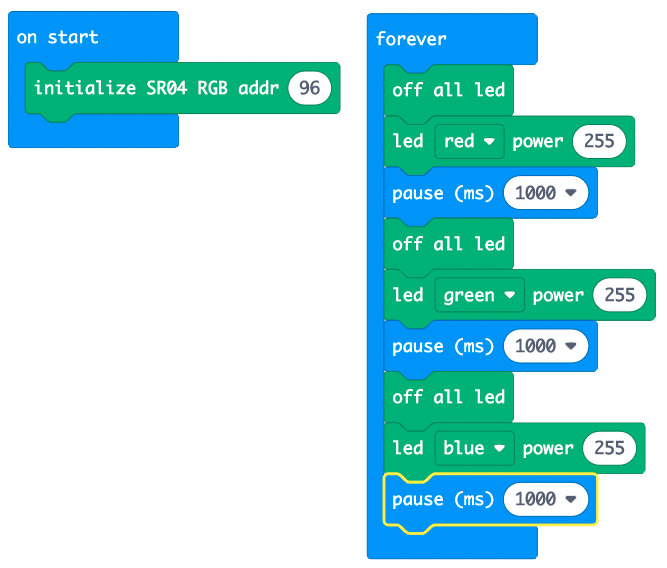 on start
initialize SR04 RGB addr 96
forever
off all led
led red power 255
pause (ms) 1000
off all led
led green power 255
pause (ms) 1000
off all led
led blue power 255
pause (ms) 1000